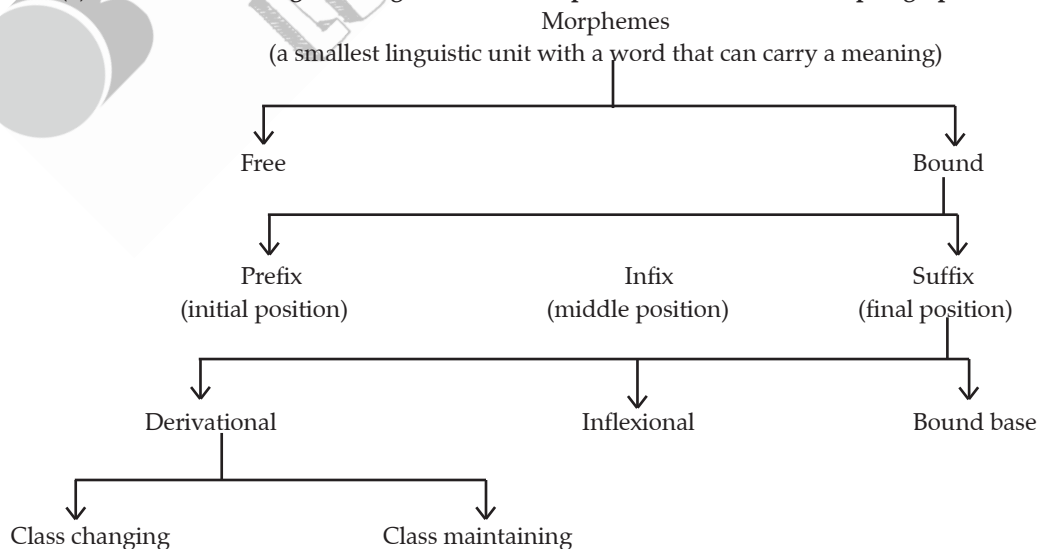 Morphemes
(a smallest linguistic unit with a word that can carry a meaning)
Free Bound
Prefix Infix Suffix
(initial position) (middle position) (final position)
Derivational Inflexional Bound base
Class changing Class maintaining